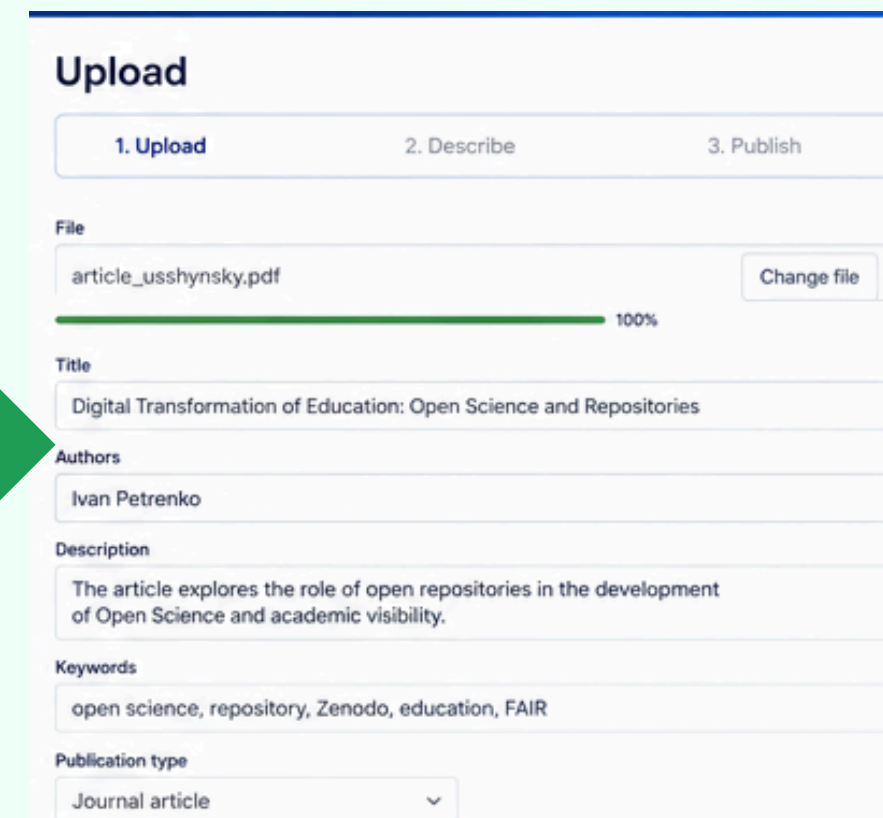 Upload
1. Upload 2. Describe 3. Publish
File
article_usshynsky.pdf Change file
100%
Title
Digital Transformation of Education: Open Science and Repositories
Authors
Ivan Petrenko
Description
The article explores the role of open repositories in the development
of Open Science and academic visibility.
Keywords
open science, repository, Zenodo, education, FAIR
Publication type
Journal article